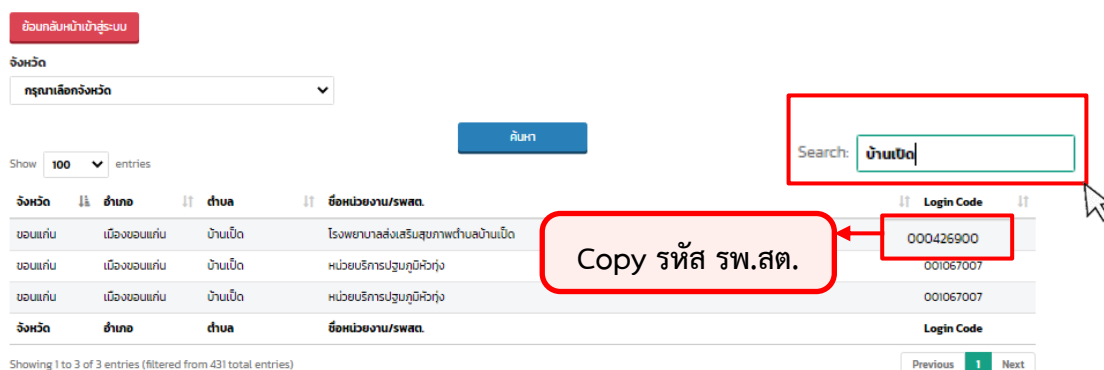 ย้อนกลับหน้าเข้าสู่ระบบ
จังหวัด
กรุณาเลือกจังหวัด
ค้นหา
Show 100 entries
Search: บ้านเป็ด
จังหวัด อำเภอ ตำบล ชื่อหน่วยงาน/รพสต. Login Code
ขอนแก่น เมืองขอนแก่น บ้านเป็ด โรงพยาบาลส่งเสริมสุขภาพตำบลบ้านเป็ด 000426900
Copy รหัส รพ.สต.
ขอนแก่น เมืองขอนแก่น บ้านเป็ด หน่วยบริการปฐมภูมิหัวทุ่ง 001067007
ขอนแก่น เมืองขอนแก่น บ้านเป็ด หน่วยบริการปฐมภูมิหัวทุ่ง 001067007
จังหวัด อำเภอ ตำบล ชื่อหน่วยงาน/รพสต. Login Code
Showing 1 to 3 of 3 entries (filtered from 431 total entries)
Previous 1 Next